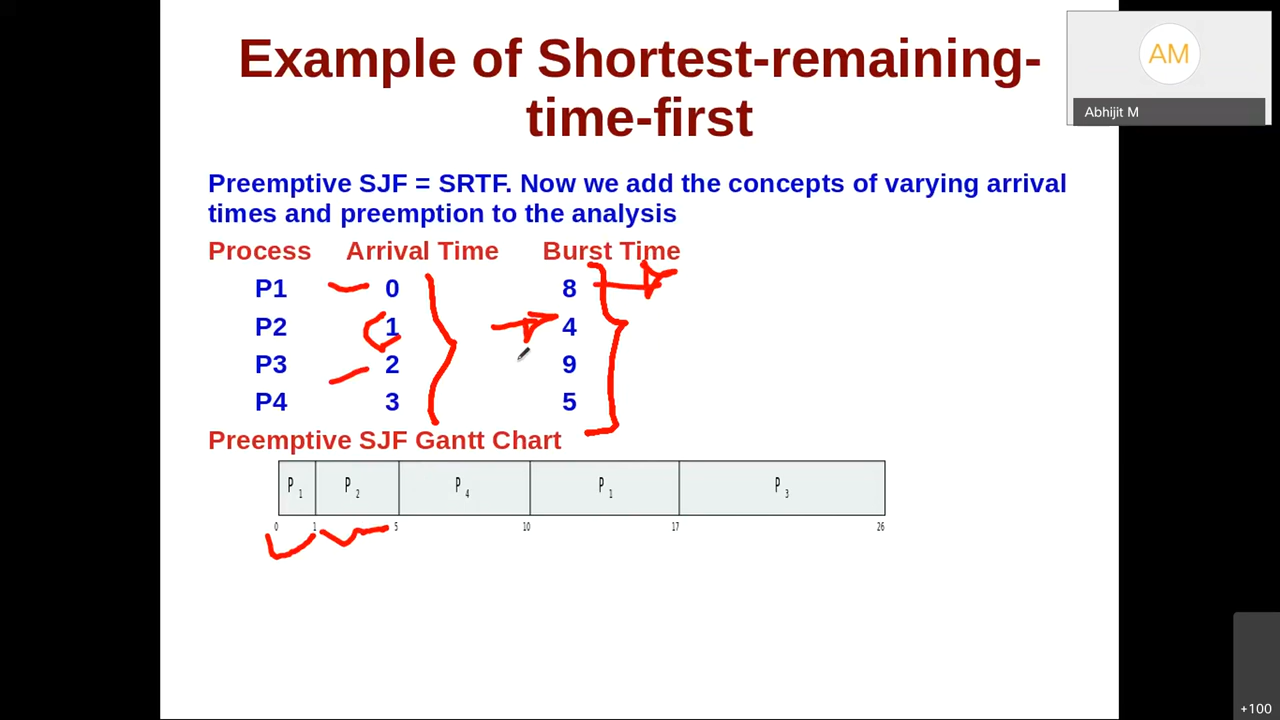 Example of Shortest-remaining-
time-first
AM
Abhijit M
Preemptive SJF = SRTF. Now we add the concepts of varying arrival
times and preemption to the analysis
Process Arrival Time Burst Time
P1 0 8
P2 1 4
P3 2 9
P4 3 5
Preemptive SJF Gantt Chart
P1 P2 P4 P1 P3
0 1 5 10 17 26
+100